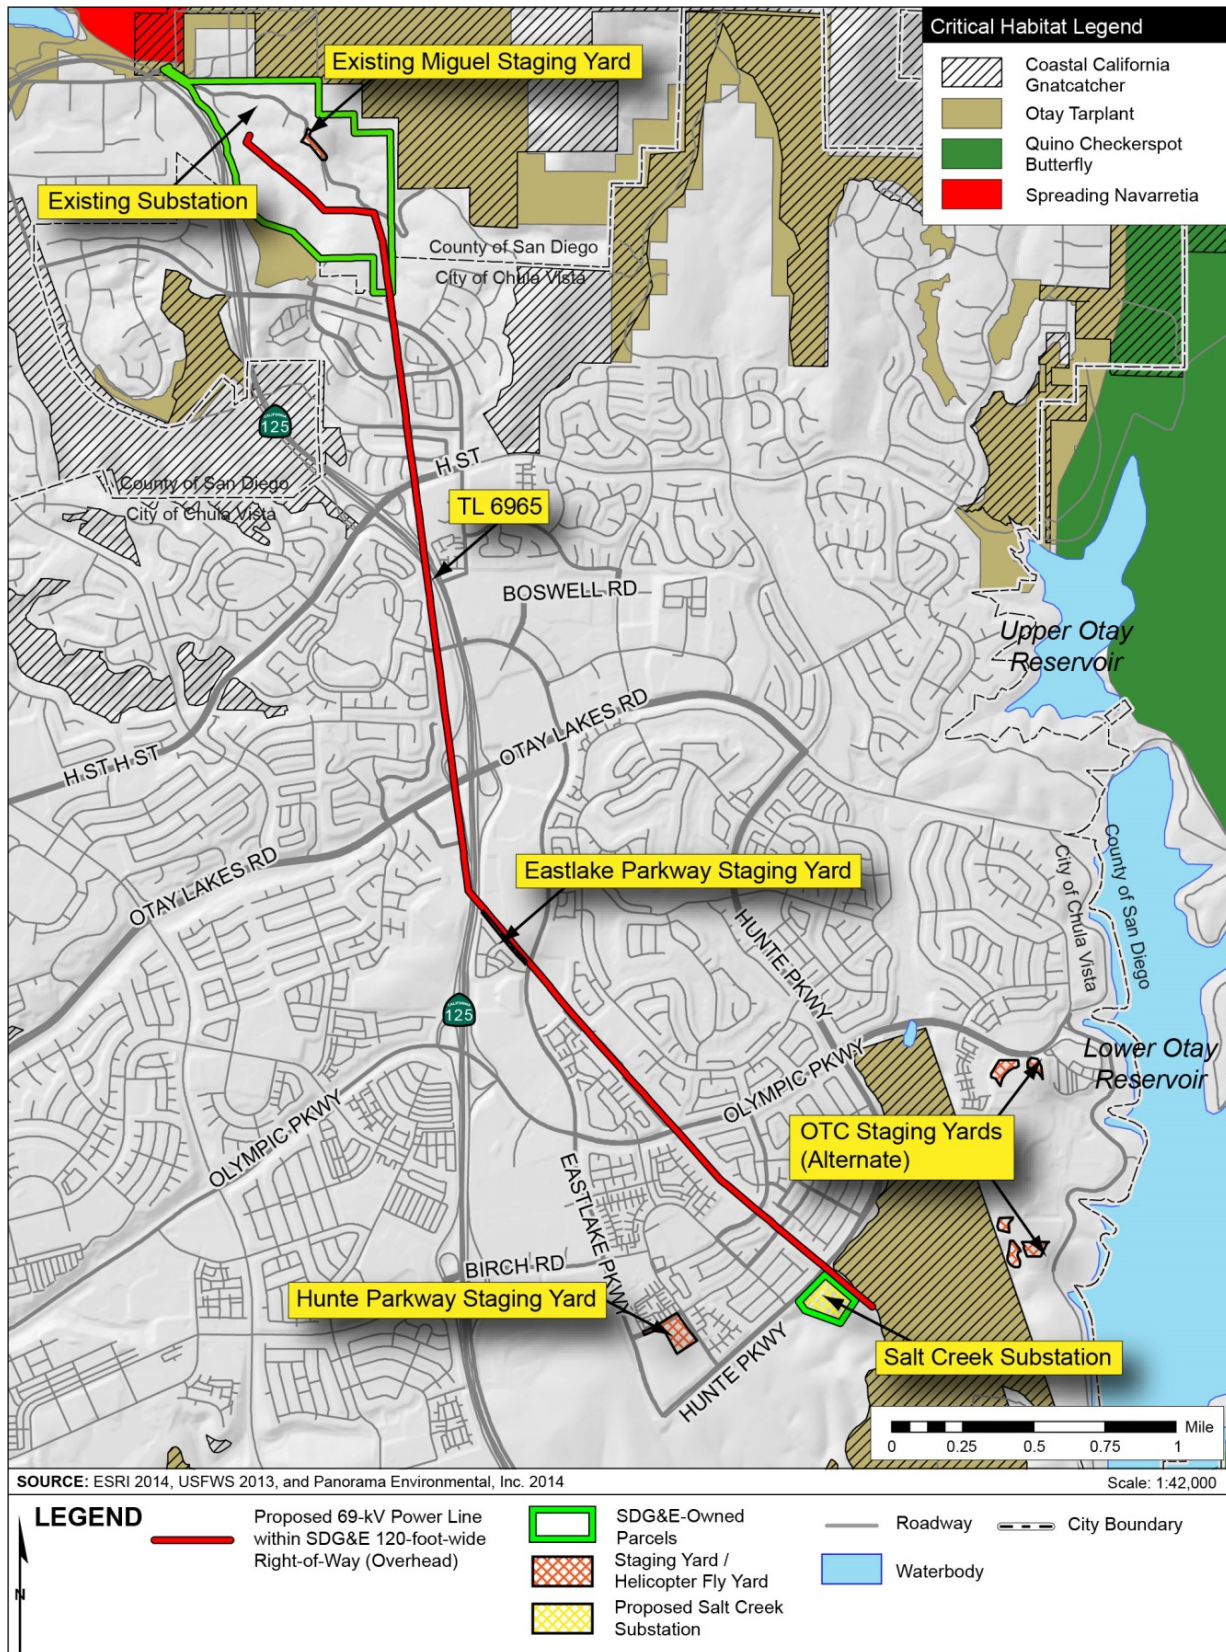 Critical Habitat Legend
Coastal California
Gnatcatcher
Otay Tarplant
Quino Checkerspot
Butterfly
Spreading Navarretia
Existing Miguel Staging Yard
Existing Substation
County of San Diego
City of Chula Vista
CALIFORNIA
125
County of San Diego
City of Chula Vista
H ST
TL 6965
BOSWELL RD
Upper Otay
Reservoir
OTAY LAKES RD
H ST H ST
OTAY LAKES RD
Eastlake Parkway Staging Yard
City of Chula Vista
County of San Diego
HUNTE PKWY
CALIFORNIA
125
Lower Otay
Reservoir
OLYMPIC PKWY
OLYMPIC PKWY
OTC Staging Yards
(Alternate)
EASTLAKE PKWY
BIRCH RD
Hunte Parkway Staging Yard
HUNTE PKWY
Salt Creek Substation
Mile
0 0.25 0.5 0.75 1
SOURCE: ESRI 2014, USFWS 2013, and Panorama Environmental, Inc. 2014
Scale: 1:42,000
LEGEND
N
Proposed 69-kV Power Line
within SDG&E 120-foot-wide
Right-of-Way (Overhead)
SDG&E-Owned
Parcels
Staging Yard /
Helicopter Fly Yard
Proposed Salt Creek
Substation
Roadway
City Boundary
Waterbody